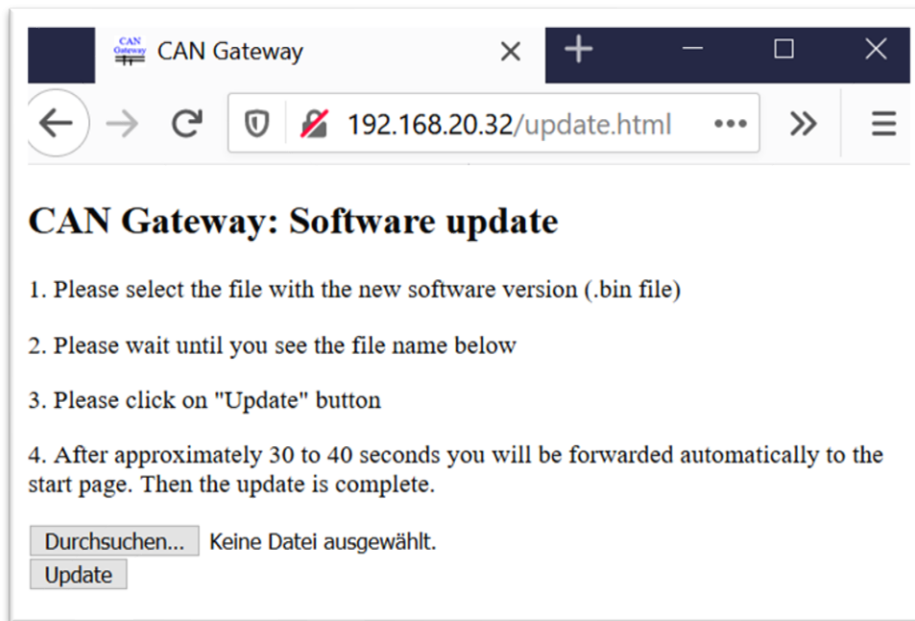 CAN Gateway
CAN Gateway
192.168.20.32/update.html
CAN Gateway: Software update
1. Please select the file with the new software version (.bin file)
2. Please wait until you see the file name below
3. Please click on "Update" button
4. After approximately 30 to 40 seconds you will be forwarded automatically to the
start page. Then the update is complete.
Durchsuchen... Keine Datei ausgewählt.
Update